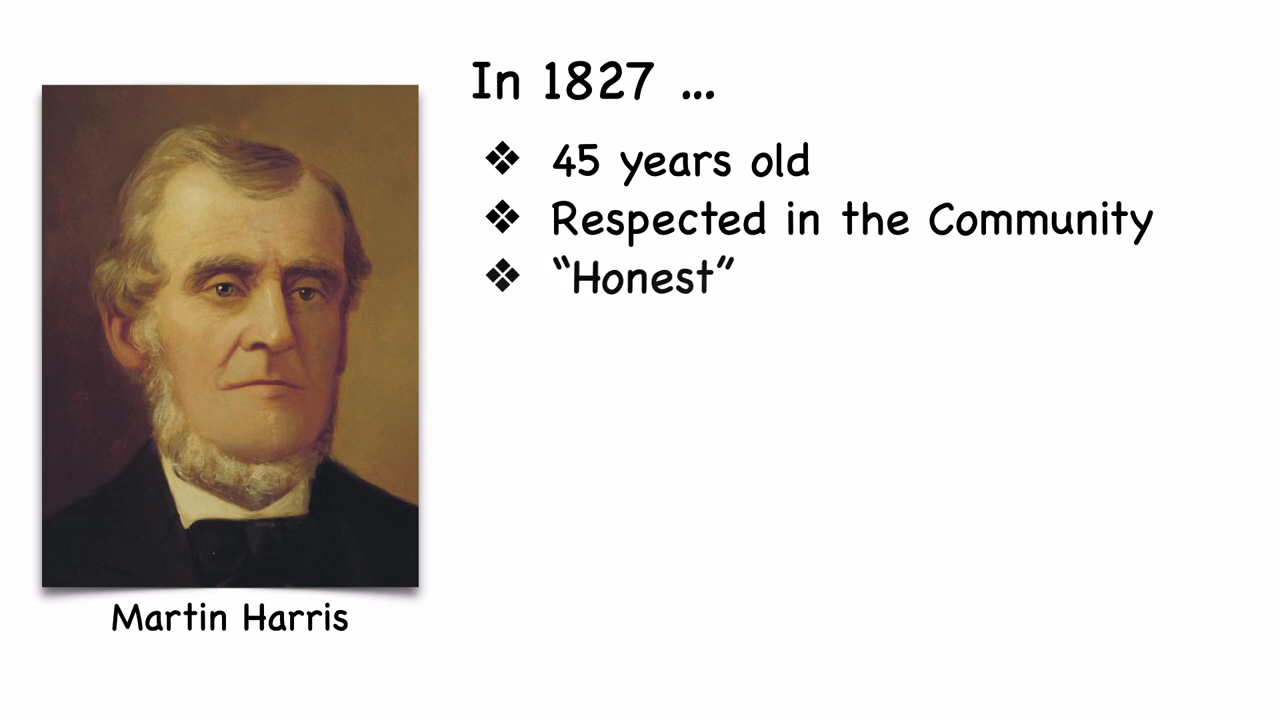 In 1827 ...
❖ 45 years old
❖ Respected in the Community
❖ “Honest”
Martin Harris